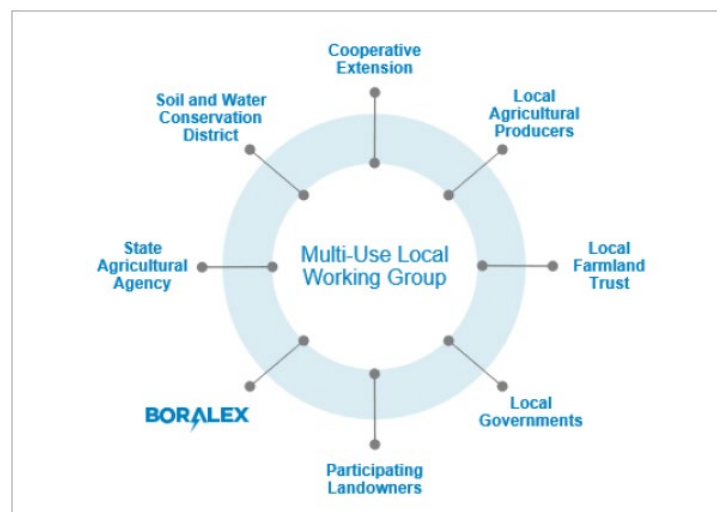 Cooperative
Extension
Local
Agricultural
Producers
Local
Farmland
Trust
Local
Governments
Participating
Landowners
BORALEX
State
Agricultural
Agency
Soil and Water
Conservation
District
Multi-Use Local
Working Group